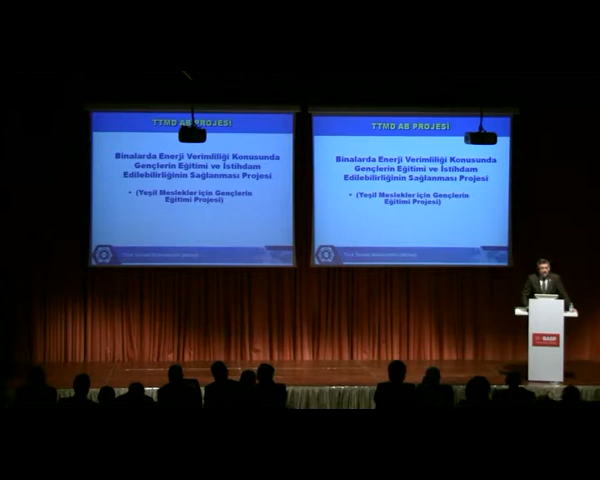 TTMD AB PROJESİ
Binalarda Enerji Verimliliği Konusunda
Gençlerin Eğitimi ve İstihdam
Edilebilirliğinin Sağlanması Projesi
• (Yeşil Meslekler için Gençlerin
Eğitimi Projesi)
TTMD AB PROJESİ
Binalarda Enerji Verimliliği Konusunda
Gençlerin Eğitimi ve İstihdam
Edilebilirliğinin Sağlanması Projesi
• (Yeşil Meslekler için Gençlerin
Eğitimi Projesi)
BASF